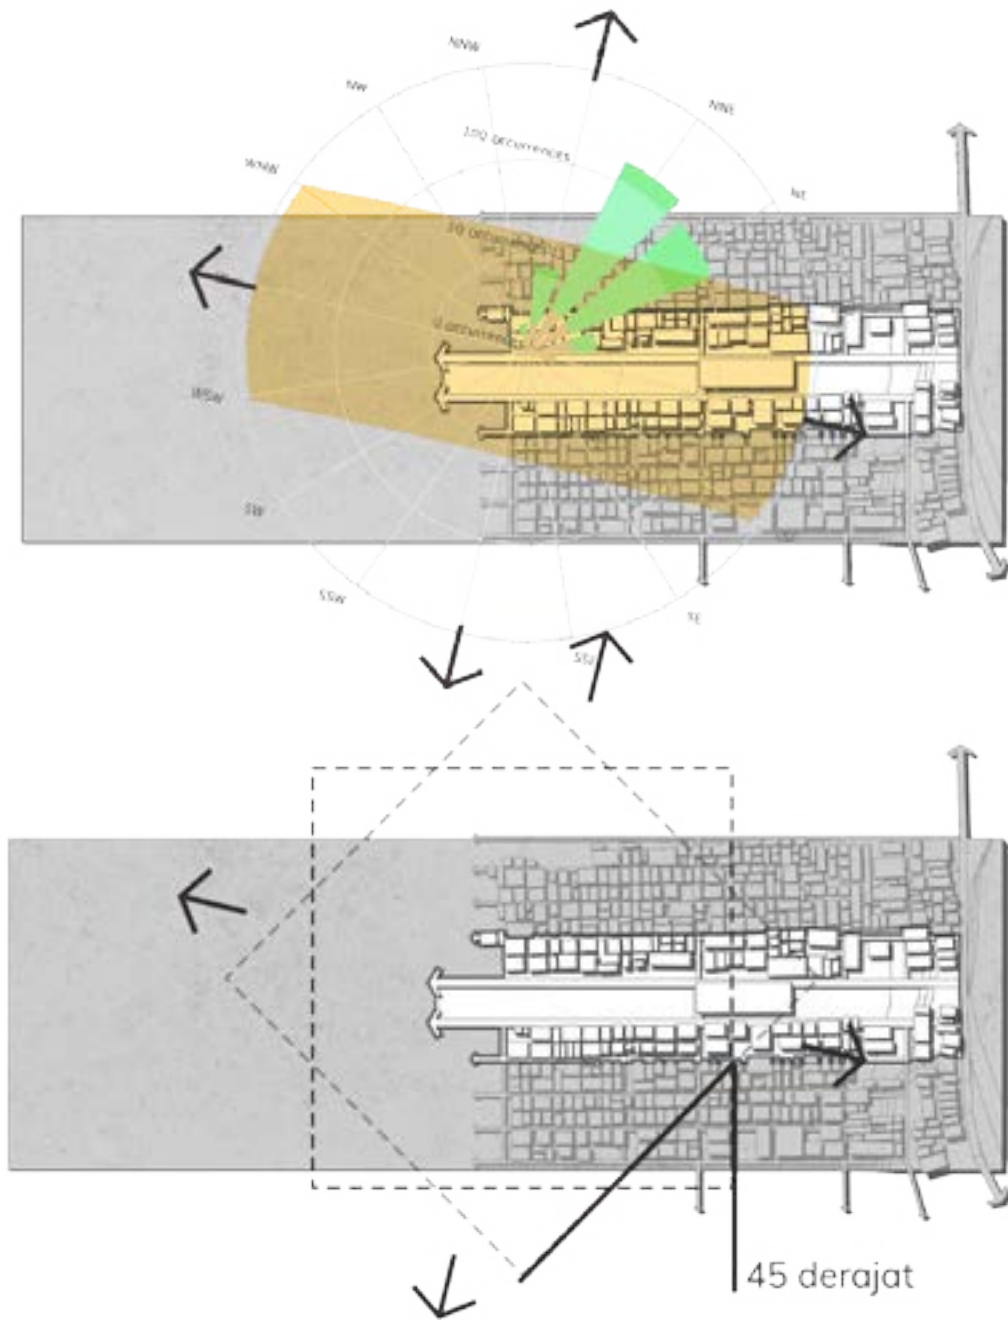 NNW
NNE
NW
100 occurrences
WNW
NE
50 occurrences
0 occurrences
WSW
SW
SSW
SE
SSE
45 derajat